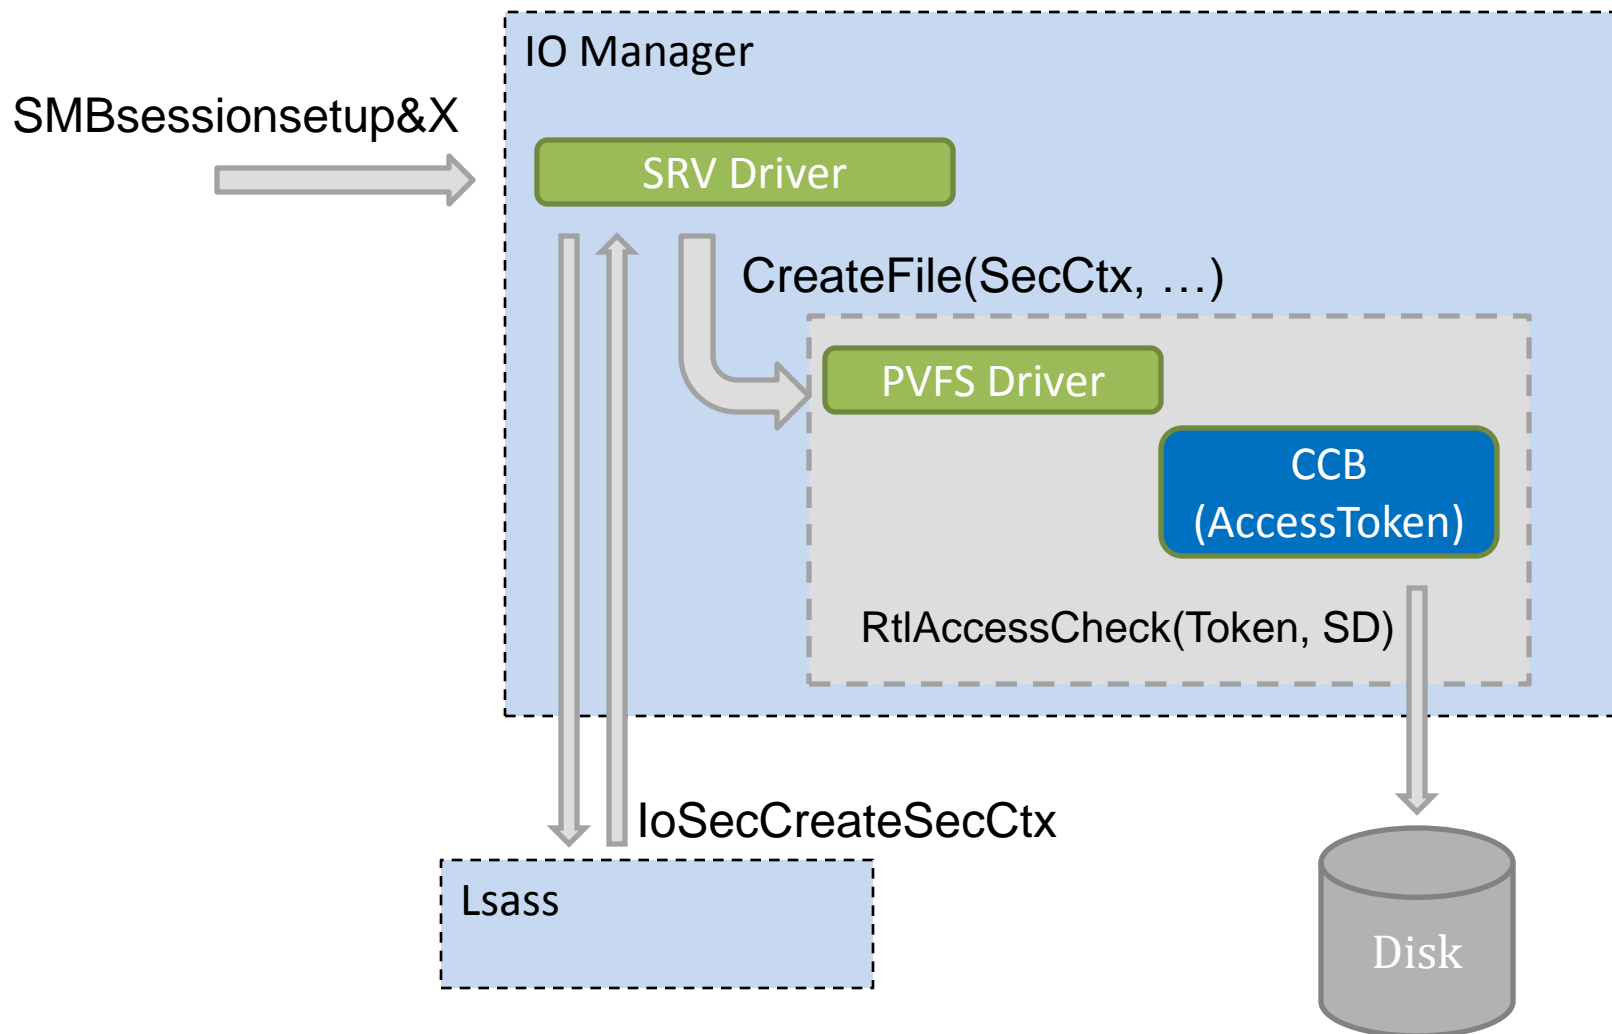 IO Manager
SMBsessionsetup&X
SRV Driver
CreateFile(SecCtx, …)
PVFS Driver
CCB
(AccessToken)
RtlAccessCheck(Token, SD)
IoSecCreateSecCtx
Lsass
Disk